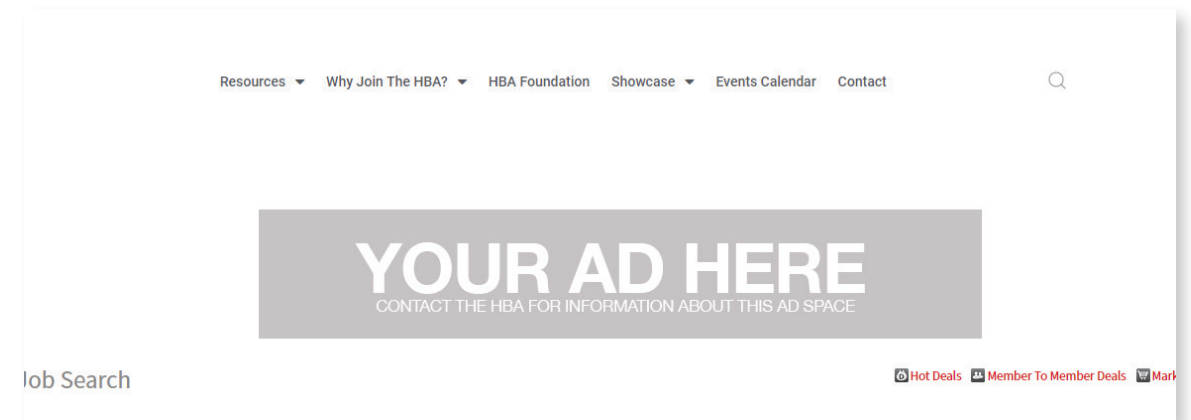 Resources Why Join The HBA? HBA Foundation Showcase Events Calendar Contact
YOUR AD HERE
CONTACT THE HBA FOR INFORMATION ABOUT THIS AD SPACE
Job Search Hot Deals Member To Member Deals